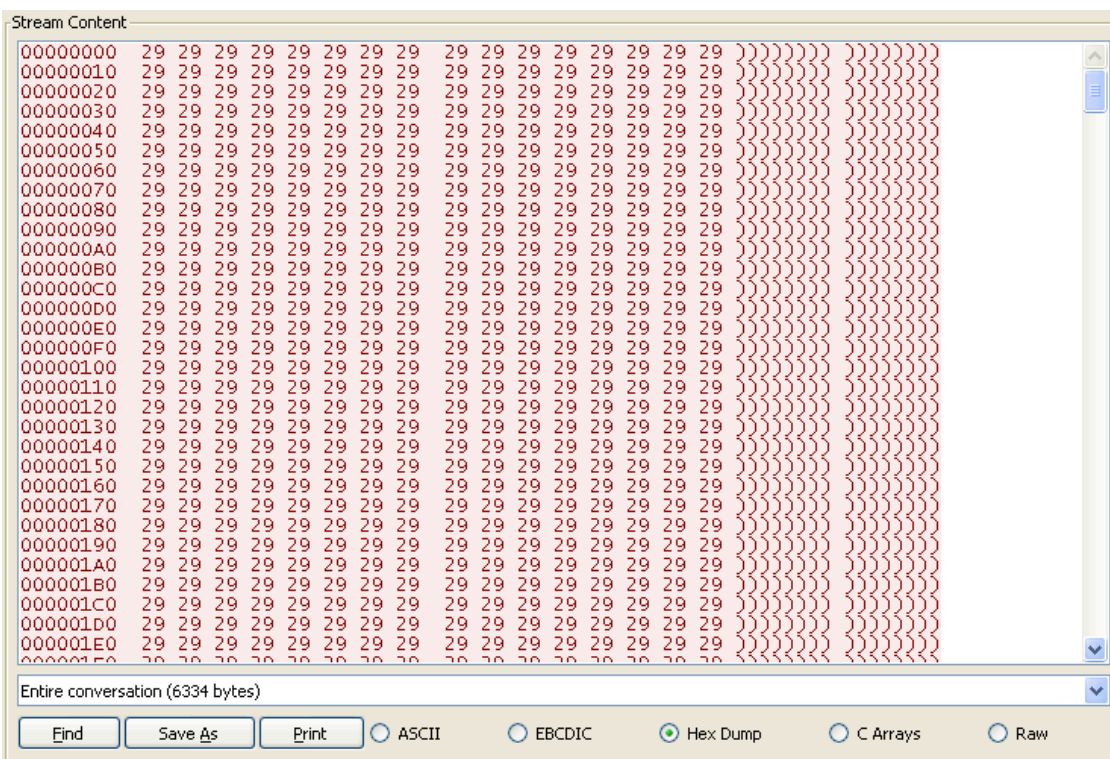 Stream Content
00000000 29 29 29 29 29 29 29 29 29 29 29 29 29 29 29 29 )))))))) ))))))))
00000010 29 29 29 29 29 29 29 29 29 29 29 29 29 29 29 29 )))))))) ))))))))
00000020 29 29 29 29 29 29 29 29 29 29 29 29 29 29 29 29 )))))))) ))))))))
00000030 29 29 29 29 29 29 29 29 29 29 29 29 29 29 29 29 )))))))) ))))))))
00000040 29 29 29 29 29 29 29 29 29 29 29 29 29 29 29 29 )))))))) ))))))))
00000050 29 29 29 29 29 29 29 29 29 29 29 29 29 29 29 29 )))))))) ))))))))
00000060 29 29 29 29 29 29 29 29 29 29 29 29 29 29 29 29 )))))))) ))))))))
00000070 29 29 29 29 29 29 29 29 29 29 29 29 29 29 29 29 )))))))) ))))))))
00000080 29 29 29 29 29 29 29 29 29 29 29 29 29 29 29 29 )))))))) ))))))))
00000090 29 29 29 29 29 29 29 29 29 29 29 29 29 29 29 29 )))))))) ))))))))
000000A0 29 29 29 29 29 29 29 29 29 29 29 29 29 29 29 29 )))))))) ))))))))
000000B0 29 29 29 29 29 29 29 29 29 29 29 29 29 29 29 29 )))))))) ))))))))
000000C0 29 29 29 29 29 29 29 29 29 29 29 29 29 29 29 29 )))))))) ))))))))
000000D0 29 29 29 29 29 29 29 29 29 29 29 29 29 29 29 29 )))))))) ))))))))
000000E0 29 29 29 29 29 29 29 29 29 29 29 29 29 29 29 29 )))))))) ))))))))
000000F0 29 29 29 29 29 29 29 29 29 29 29 29 29 29 29 29 )))))))) ))))))))
00000100 29 29 29 29 29 29 29 29 29 29 29 29 29 29 29 29 )))))))) ))))))))
00000110 29 29 29 29 29 29 29 29 29 29 29 29 29 29 29 29 )))))))) ))))))))
00000120 29 29 29 29 29 29 29 29 29 29 29 29 29 29 29 29 )))))))) ))))))))
00000130 29 29 29 29 29 29 29 29 29 29 29 29 29 29 29 29 )))))))) ))))))))
00000140 29 29 29 29 29 29 29 29 29 29 29 29 29 29 29 29 )))))))) ))))))))
00000150 29 29 29 29 29 29 29 29 29 29 29 29 29 29 29 29 )))))))) ))))))))
00000160 29 29 29 29 29 29 29 29 29 29 29 29 29 29 29 29 )))))))) ))))))))
00000170 29 29 29 29 29 29 29 29 29 29 29 29 29 29 29 29 )))))))) ))))))))
00000180 29 29 29 29 29 29 29 29 29 29 29 29 29 29 29 29 )))))))) ))))))))
00000190 29 29 29 29 29 29 29 29 29 29 29 29 29 29 29 29 )))))))) ))))))))
000001A0 29 29 29 29 29 29 29 29 29 29 29 29 29 29 29 29 )))))))) ))))))))
000001B0 29 29 29 29 29 29 29 29 29 29 29 29 29 29 29 29 )))))))) ))))))))
000001C0 29 29 29 29 29 29 29 29 29 29 29 29 29 29 29 29 )))))))) ))))))))
000001D0 29 29 29 29 29 29 29 29 29 29 29 29 29 29 29 29 )))))))) ))))))))
000001E0 29 29 29 29 29 29 29 29 29 29 29 29 29 29 29 29 )))))))) ))))))))
Entire conversation (6334 bytes)
Find Save As Print ASCII EBCDIC Hex Dump C Arrays Raw